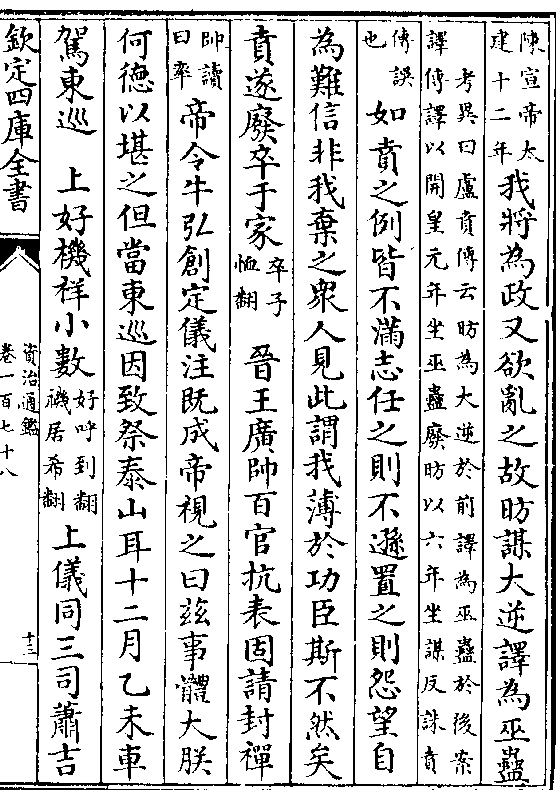 陳宣帝太
建十二年
我將為政又欲亂之故昉謀大逆譯為巫蠱
考異曰盧賁傳云昉為大逆於前譯為巫蠱於後案
譯傳譯以開皇元年坐巫蠱廢昉以六年坐謀反誅賁
傳誤
也
如賁之例皆不滿志任之則不遜置之則怨望自
為難信非我棄之衆人見此謂我薄於功臣斯不然矣
賁遂廢卒于家
卒子
恤翻
晉王廣帥百官抗表固請封禪
帥讀
曰率
帝令牛弘創定儀注既成帝視之曰兹事體大朕
何德以堪之但當東巡因致祭泰山耳十二月乙未車
駕東巡
上好機祥小數
好呼到翻
禨居希翻
上儀同三司蕭吉
欽定四庫全書
資治通鑑
卷一百七十八
十三